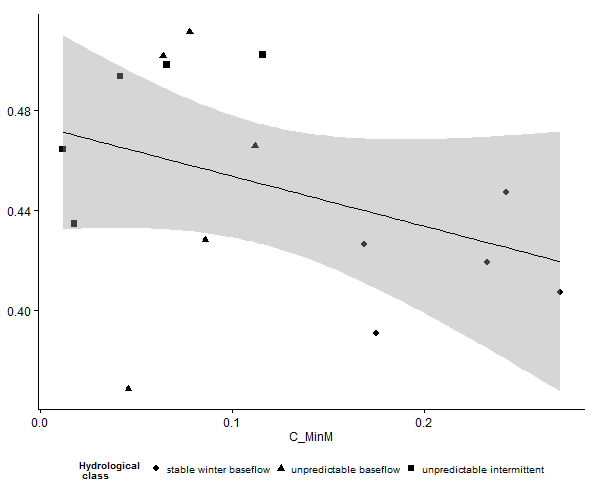 0.48
0.44
0.40
0.0 0.1 0.2
C_MinM
Hydrological
class
stable winter baseflow unpredictable baseflow unpredictable intermittent